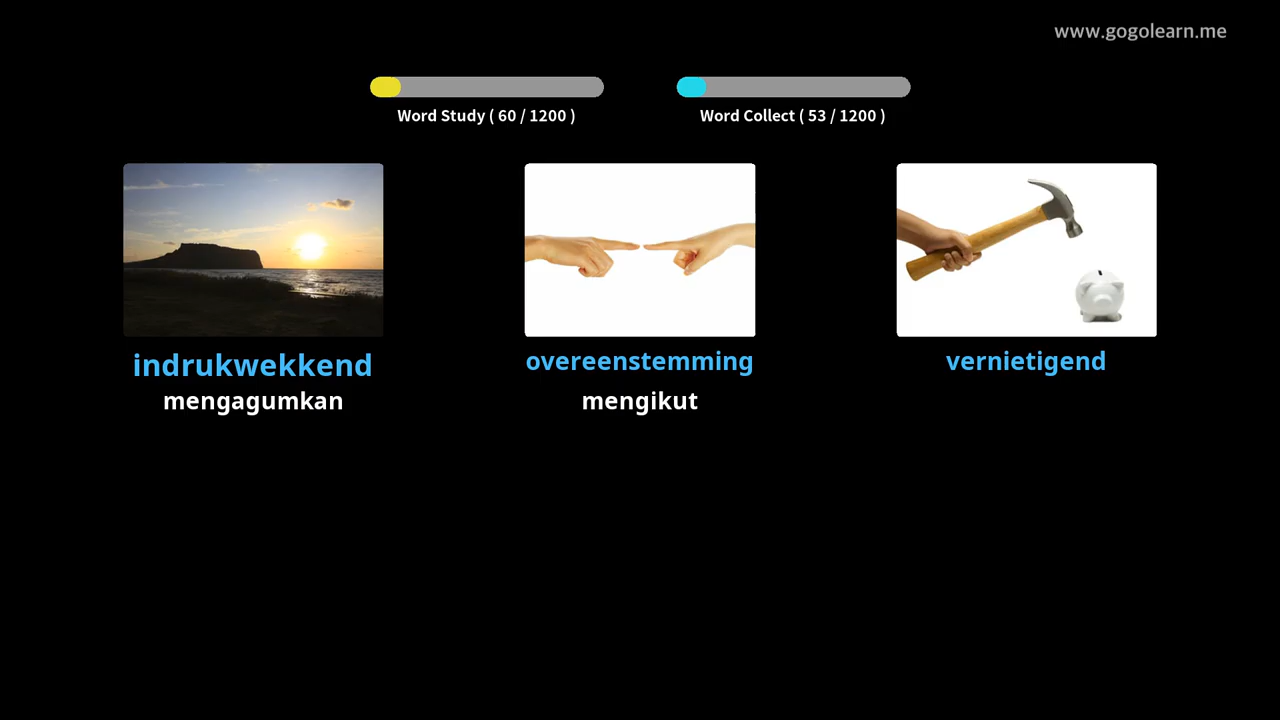 www.gogolearn.me
Word Study ( 60 / 1200 )
Word Collect ( 53 / 1200 )
indrukwekkend
overeenstemming
vernietigend
mengagumkan
mengikut